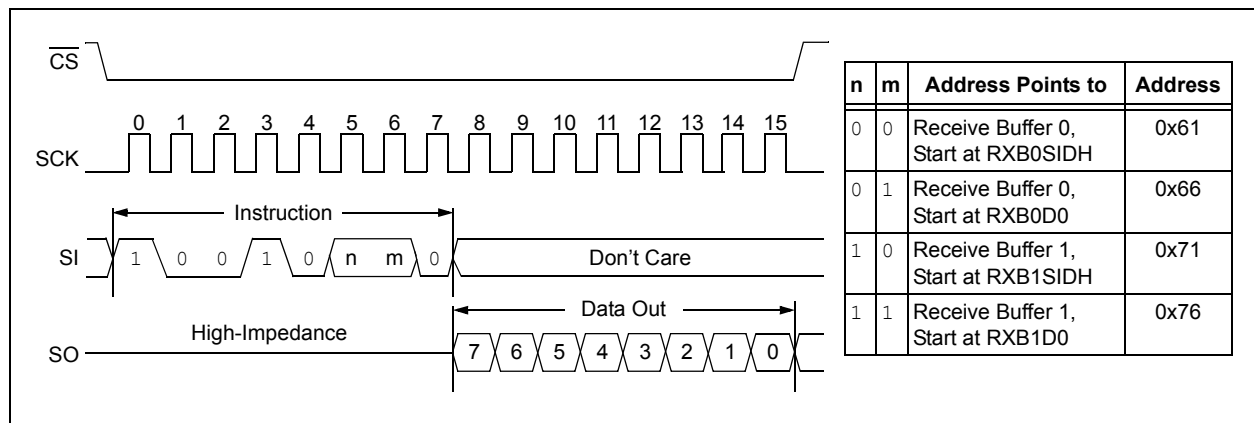 CS
SCK
0 1 2 3 4 5 6 7 8 9 10 11 12 13 14 15
Instruction
SI
1 0 0 1 0 n m 0
Don't Care
Data Out
High-Impedance
SO
7 6 5 4 3 2 1 0
n m Address Points to Address
0 0 Receive Buffer 0, 0x61
Start at RXB0SIDH
0 1 Receive Buffer 0, 0x66
Start at RXB0D0
1 0 Receive Buffer 1, 0x71
Start at RXB1SIDH
1 1 Receive Buffer 1, 0x76
Start at RXB1D0